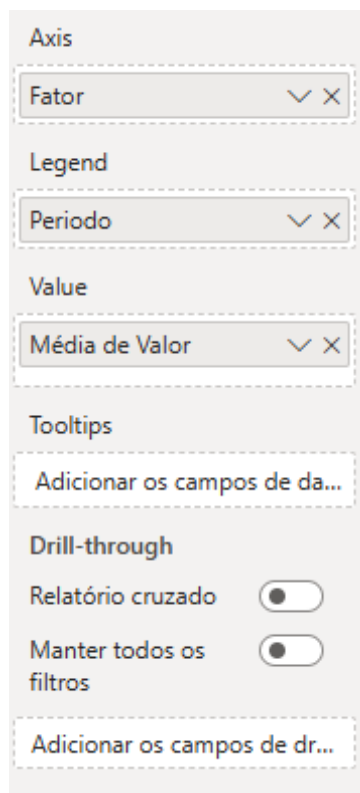 Axis
Fator
Legend
Periodo
Value
Média de Valor
Tooltips
Adicionar os campos de da...
Drill-through
Relatório cruzado
Manter todos os
filtros
Adicionar os campos de dr...